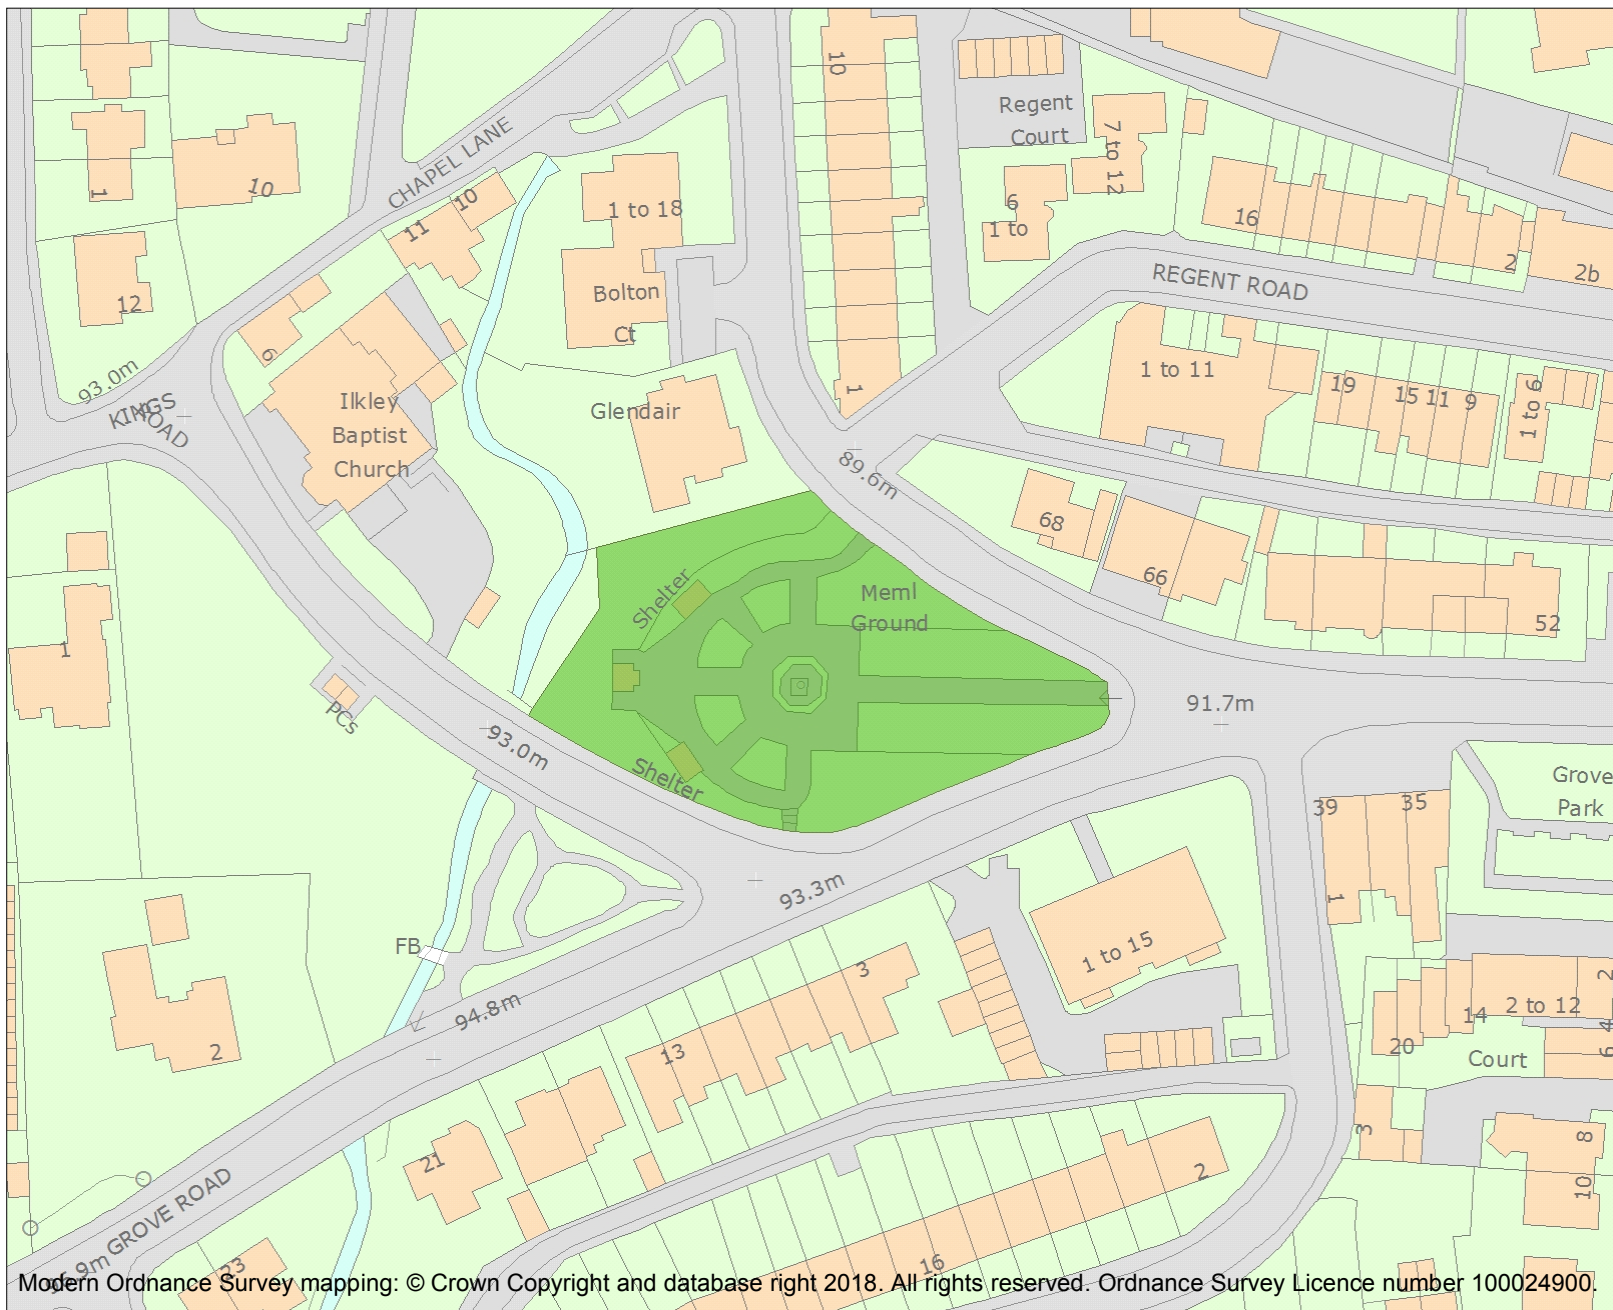 10
Regent
Court
7 to 12
CHAPEL LANE
1
10
10
11
1 to 18
6
1 to
16
2
2b
REGENT ROAD
12
Bolton
Ct
6
93.0m
KINGS
ROAD
Ilkley
Baptist
Church
Glendair
1
1 to 11
19
15
11
9
1 to 6
89.6m
68
66
52
Shelter
Meml
Ground
1
PCs
93.0m
91.7m
Shelter
Grove
Park
39
35
1
93.3m
FB
94.8m
3
1 to 15
13
2
2
14
2 to 12
4
20
Court
6
21
3
8
2
10
GROVE ROAD
96.9m
23
16
Modern Ordnance Survey mapping: © Crown Copyright and database right 2018. All rights reserved. Ordnance Survey Licence number 100024900.